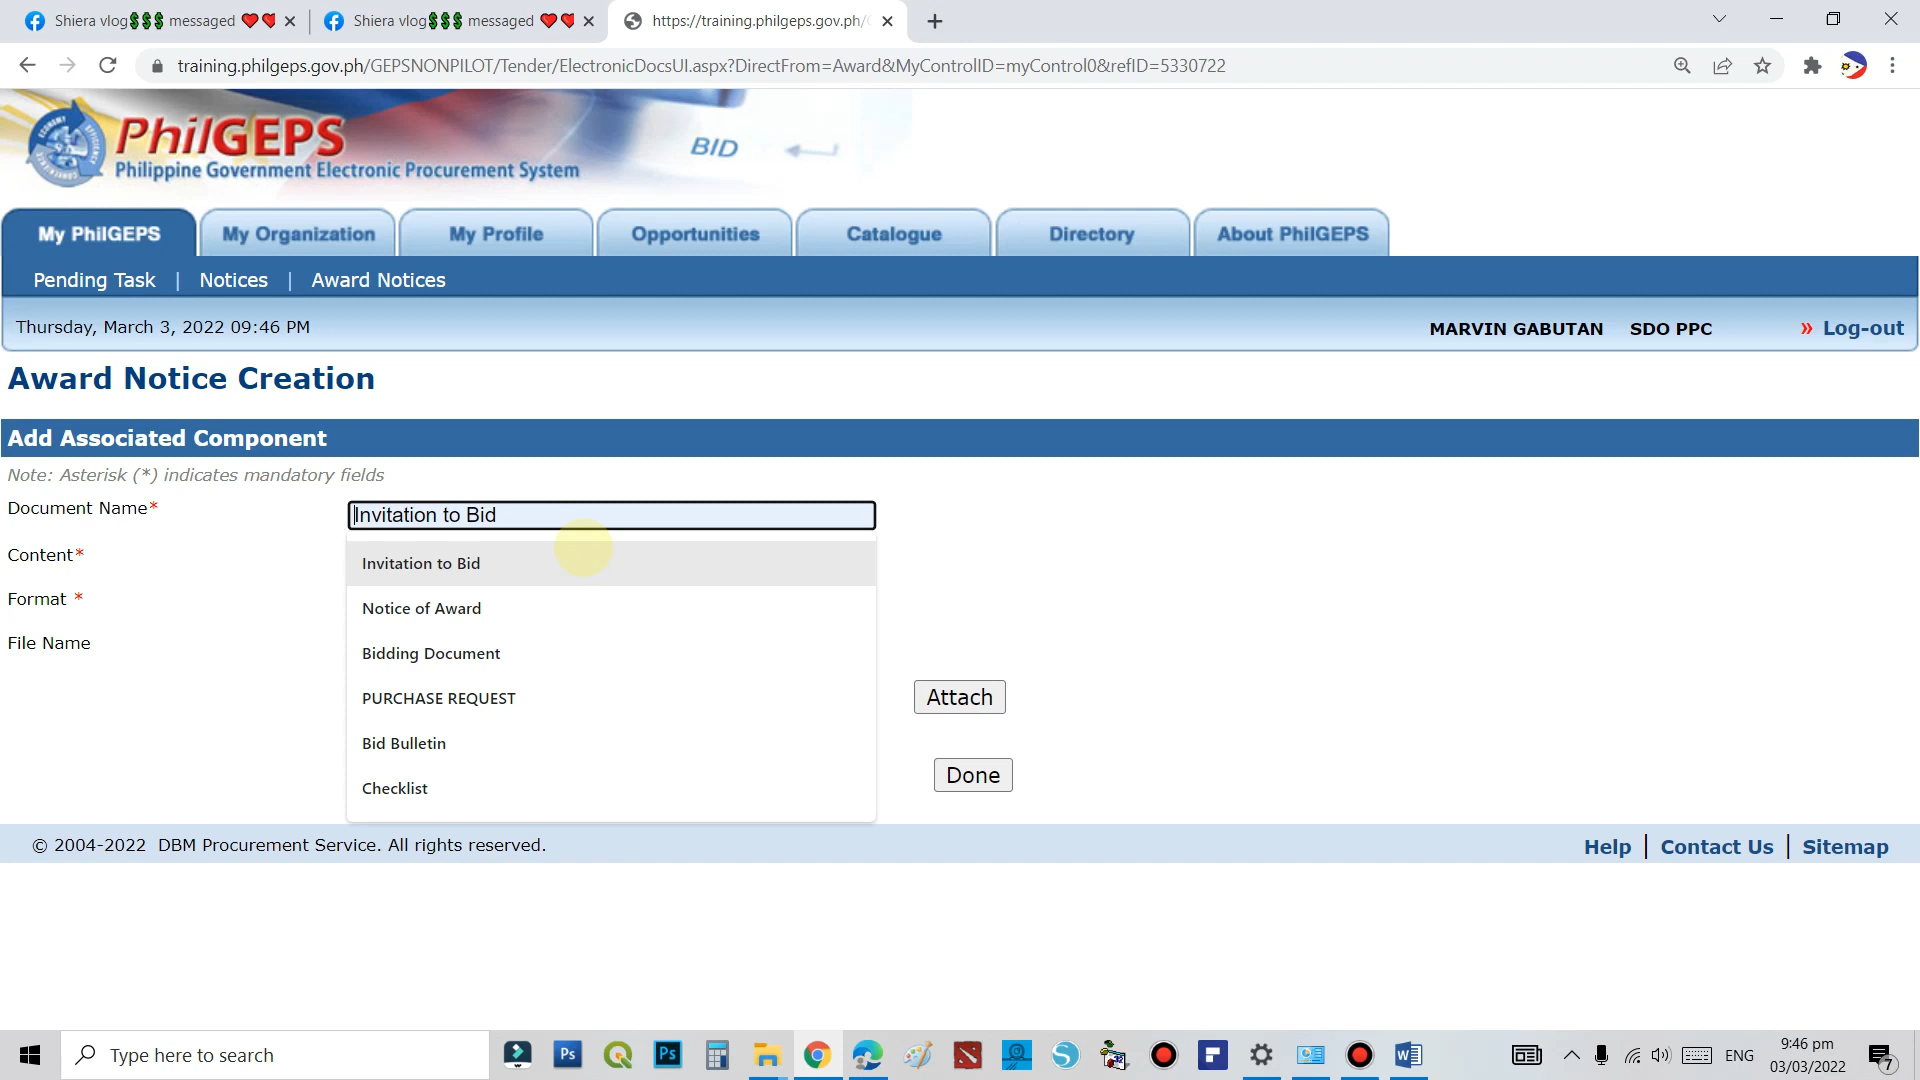 Shiera vlog💲💲💲 messaged ❤️❤️
Shiera vlog💲💲💲 messaged ❤️❤️
https://training.philgeps.gov.ph/
training.philgeps.gov.ph/GEPSNONPILOT/Tender/ElectronicDocsUI.aspx?DirectFrom=Award&MyControlID=myControl0&refID=5330722
PhilGEPS
Philippine Government Electronic Procurement System
BID
My PhilGEPS
My Organization
My Profile
Opportunities
Catalogue
Directory
About PhilGEPS
Pending Task | Notices | Award Notices
Thursday, March 3, 2022 09:46 PM
MARVIN GABUTAN SDO PPC » Log-out
Award Notice Creation
Add Associated Component
Note: Asterisk (*) indicates mandatory fields
Document Name*
Invitation to Bid
Content*
Format *
File Name
Invitation to Bid
Notice of Award
Bidding Document
PURCHASE REQUEST
Bid Bulletin
Checklist
Attach
Done
© 2004-2022 DBM Procurement Service. All rights reserved.
Help | Contact Us | Sitemap
Type here to search
Ps
Ps
ENG
9:46 pm
03/03/2022
7